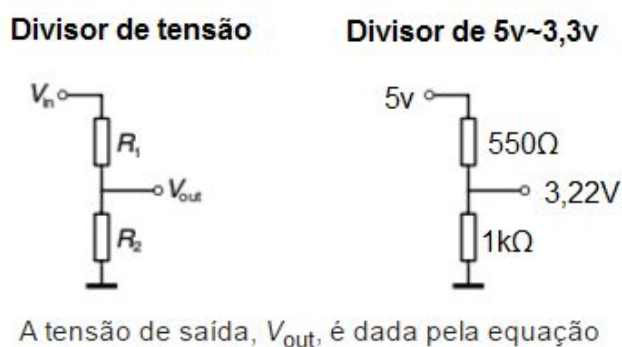 Divisor de tensão
Divisor de 5v~3,3v
Vin
R1
Vout
R2
5v
550Ω
3,22V
1kΩ
A tensão de saída, Vout, é dada pela equação